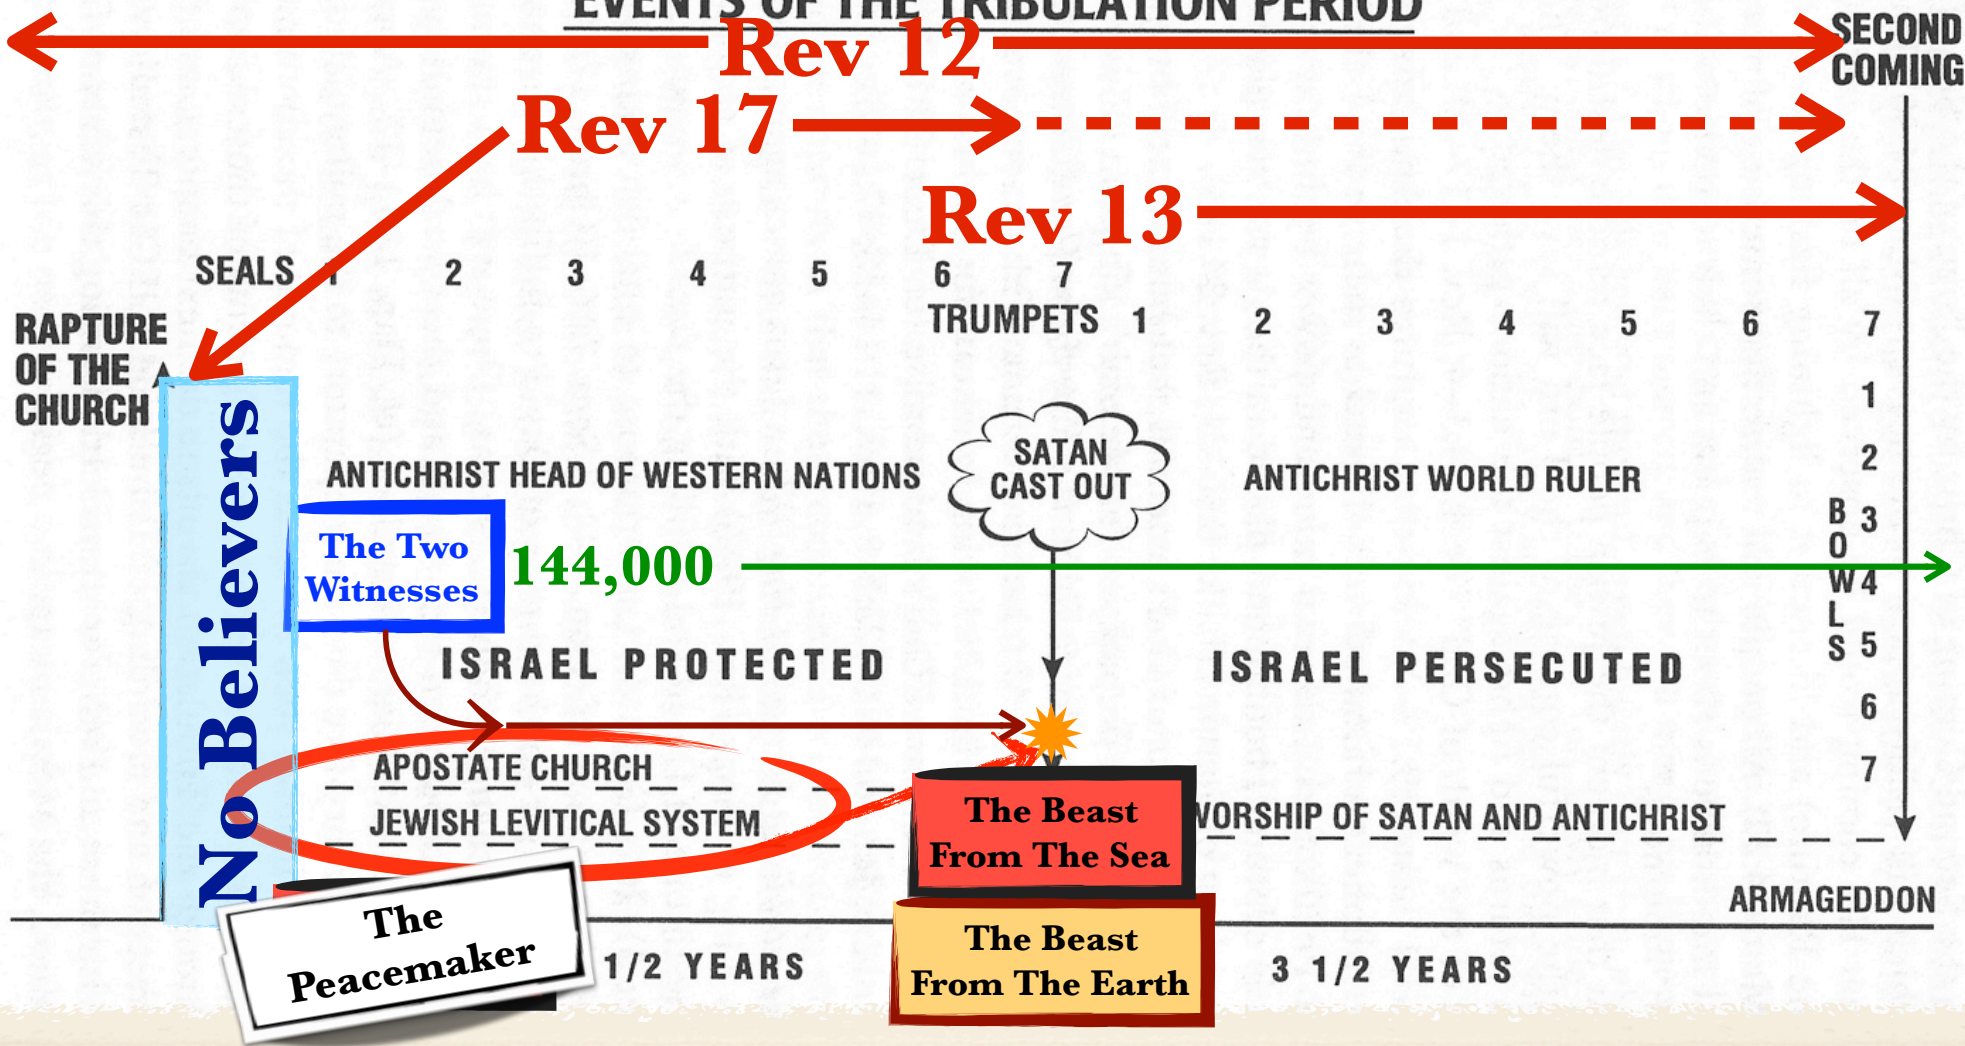 EVENTS OF THE TRIBULATION PERIOD
Rev 12
SECOND
COMING
Rev 17
Rev 13
SEALS 1 2 3 4 5 6 7
TRUMPETS 1 2 3 4 5 6 7
RAPTURE
OF THE
CHURCH
No Believers
ANTICHRIST HEAD OF WESTERN NATIONS
SATAN
CAST OUT
ANTICHRIST WORLD RULER
BOWLS
1
2
3
4
5
6
7
The Two
Witnesses
144,000
ISRAEL PROTECTED
ISRAEL PERSECUTED
APOSTATE CHURCH
JEWISH LEVITICAL SYSTEM
The Beast
From The Sea
WORSHIP OF SATAN AND ANTICHRIST
ARMAGEDDON
The
Peacemaker
1/2 YEARS
The Beast
From The Earth
3 1/2 YEARS